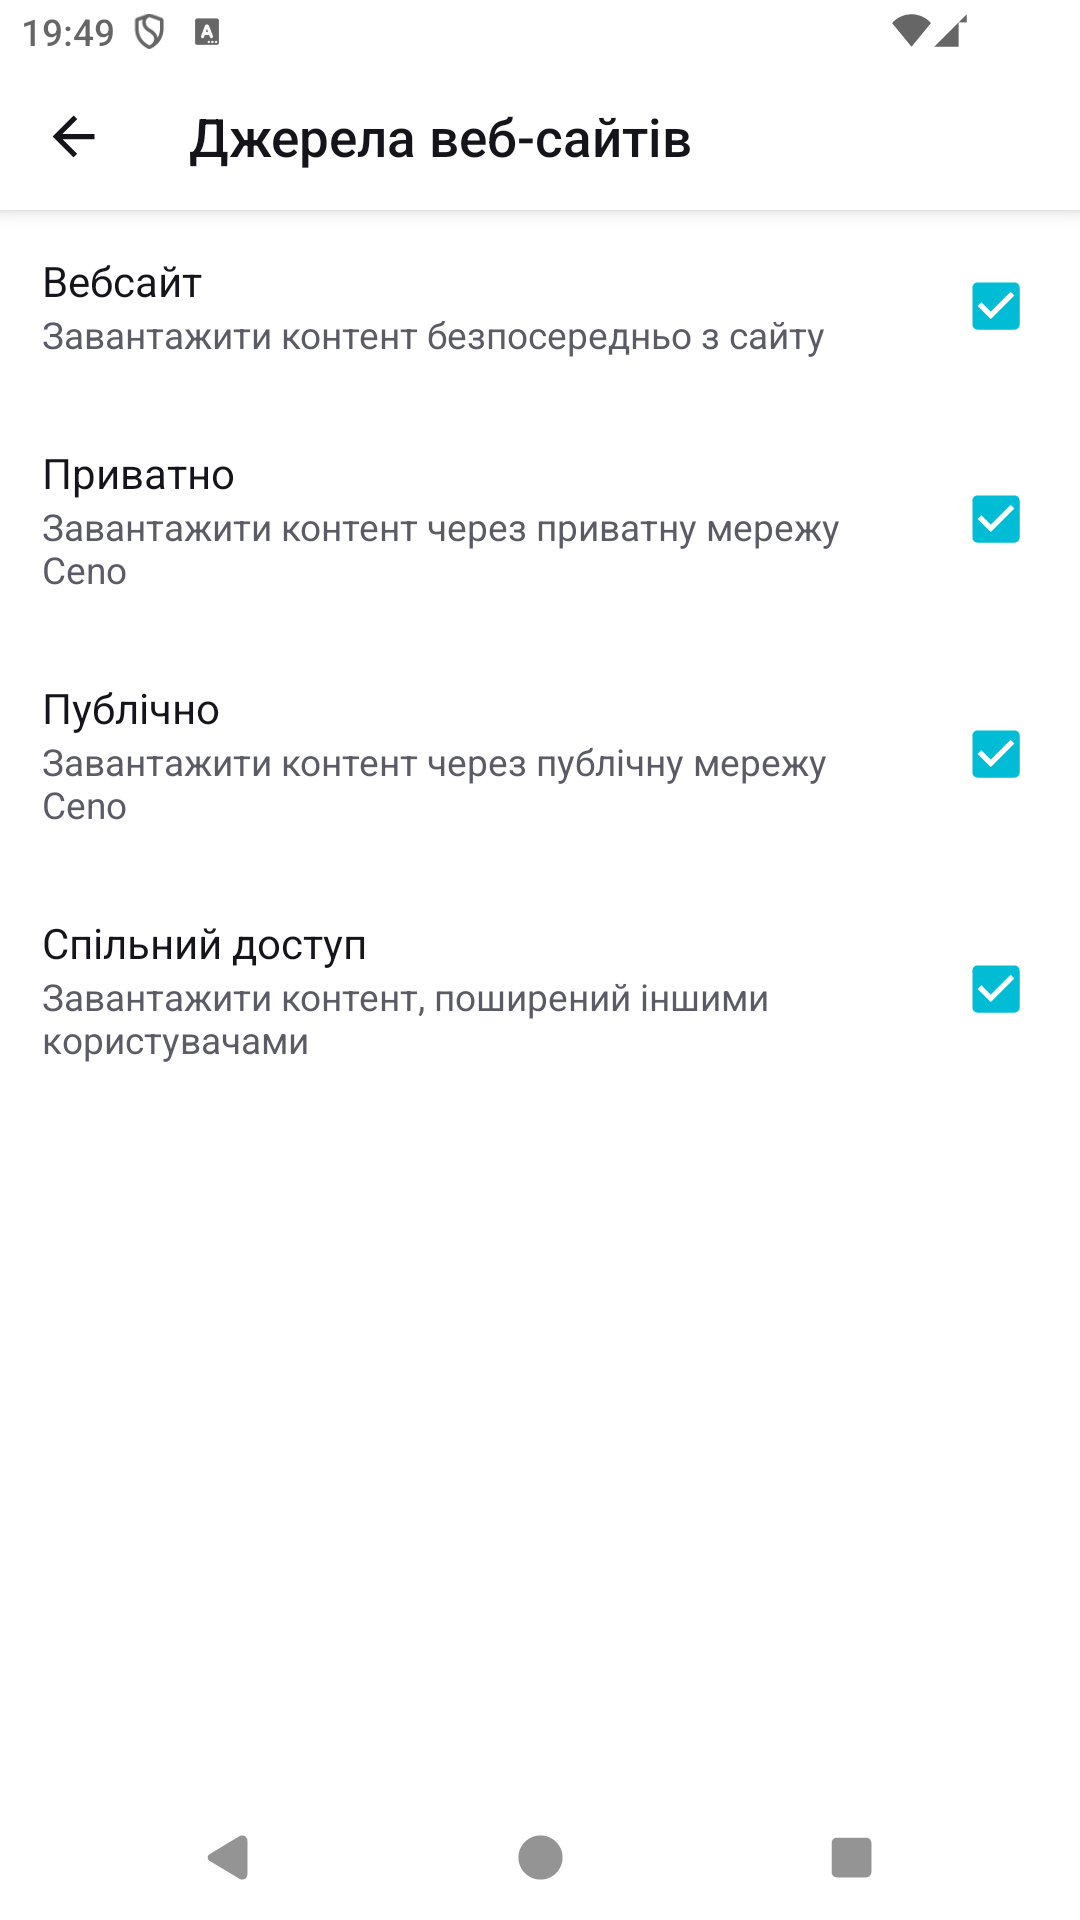 19:49
Джерела веб-сайтів
Вебсайт
Завантажити контент безпосередньо з сайту
Приватно
Завантажити контент через приватну мережу
Ceno
Публічно
Завантажити контент через публічну мережу
Ceno
Спільний доступ
Завантажити контент, поширений іншими
користувачами